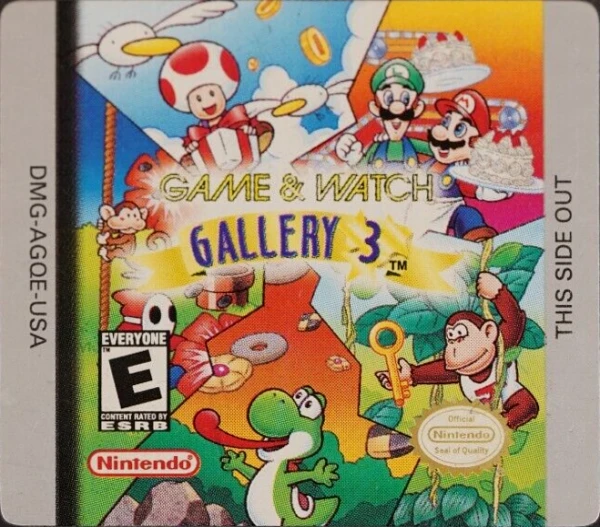 GAME & WATCH
GALLERY 3 TM
DMG-AGQE-USA
THIS SIDE OUT
EVERYONE
TM
E
CONTENT RATED BY
ESRB
Nintendo®
Official
Nintendo
Seal of Quality